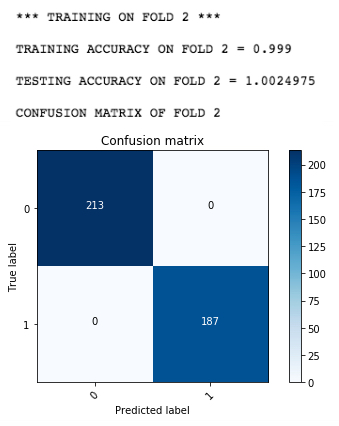 *** TRAINING ON FOLD 2 ***
TRAINING ACCURACY ON FOLD 2 = 0.999
TESTING ACCURACY ON FOLD 2 = 1.0024975
CONFUSION MATRIX OF FOLD 2
Confusion matrix
213 0
0 187
0
1
True label
0 1
Predicted label
200
175
150
125
100
75
50
25
0